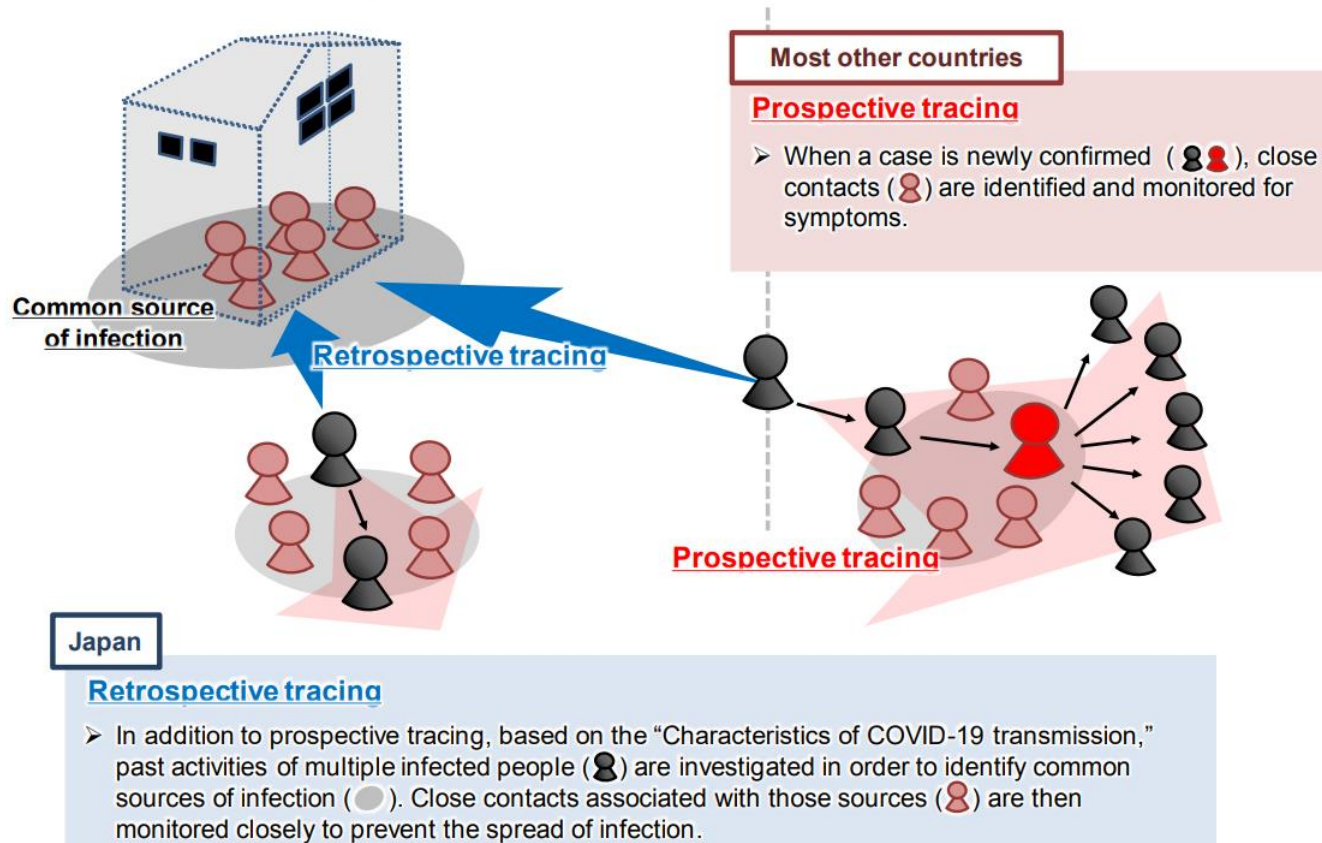 Most other countries
Prospective tracing
➢ When a case is newly confirmed ( ), close
contacts ( ) are identified and monitored for
symptoms.
Common source
of infection
Retrospective tracing
Prospective tracing
Japan
Retrospective tracing
➢ In addition to prospective tracing, based on the “Characteristics of COVID-19 transmission,”
past activities of multiple infected people ( ) are investigated in order to identify common
sources of infection ( ). Close contacts associated with those sources ( ) are then
monitored closely to prevent the spread of infection.